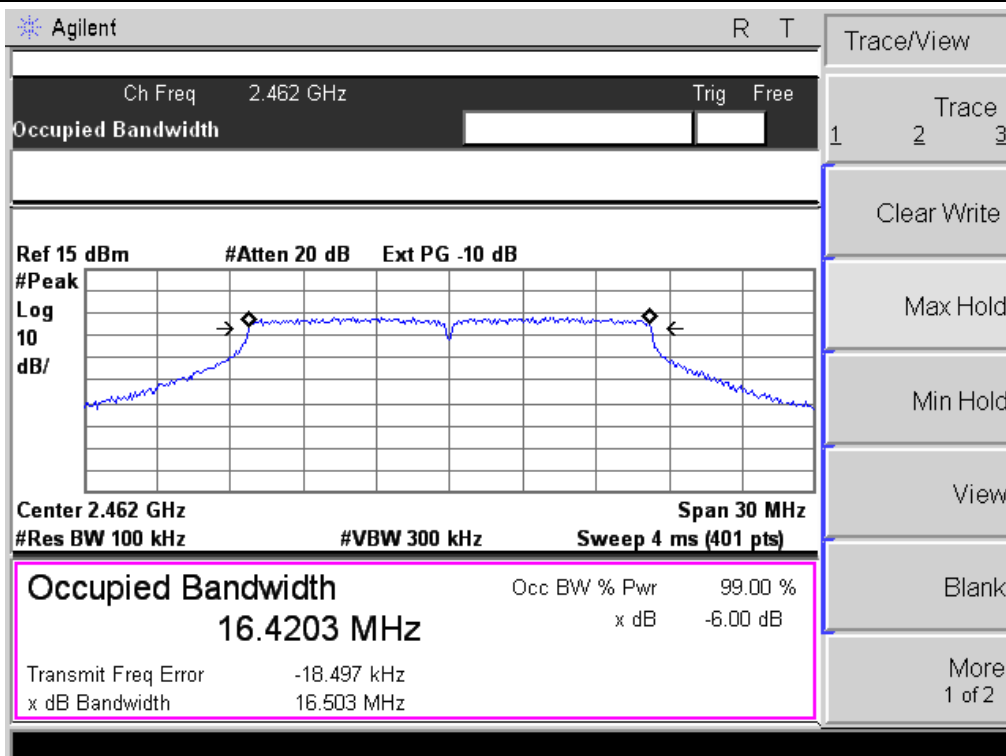 Agilent R T
Trace/View
Ch Freq 2.462 GHz Trig Free
Occupied Bandwidth
Trace
1 2 3
Clear Write
Ref 15 dBm #Atten 20 dB Ext PG -10 dB
#Peak
Log
10
dB/
Max Hold
Min Hold
View
Center 2.462 GHz Span 30 MHz
#Res BW 100 kHz #VBW 300 kHz Sweep 4 ms (401 pts)
Occupied Bandwidth
16.4203 MHz
Occ BW % Pwr 99.00 %
x dB -6.00 dB
Transmit Freq Error -18.497 kHz
x dB Bandwidth 16.503 MHz
Blank
More
1 of 2